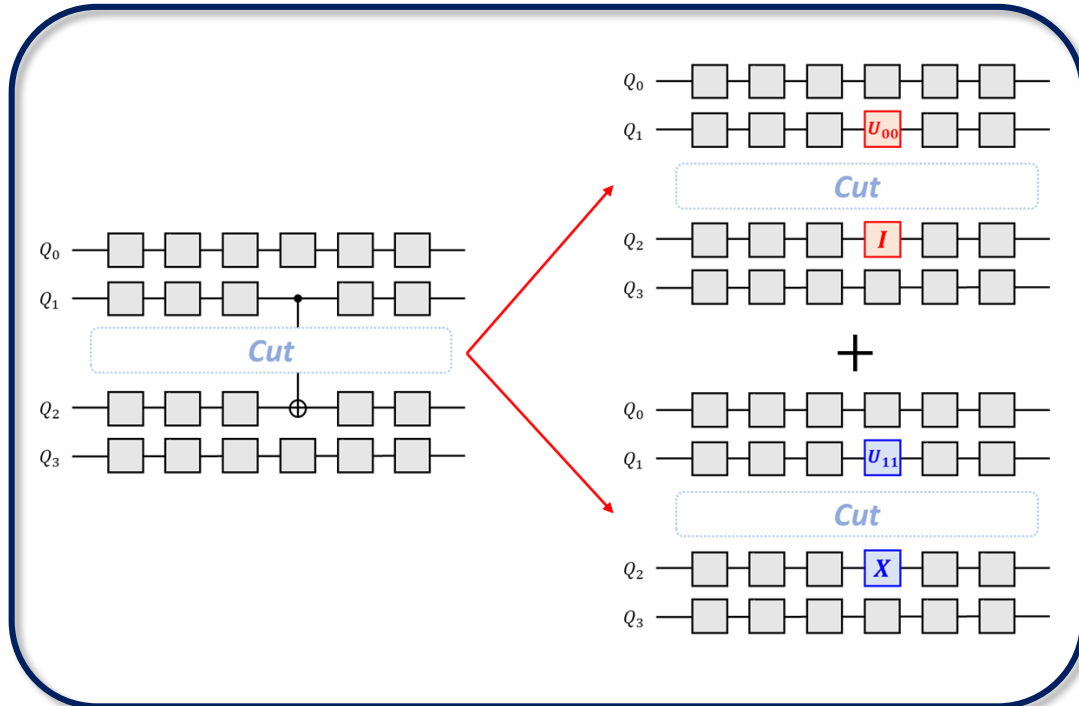 Q₀
Q₁
Cut
Q₂
Q₃
Q₀
Q₁ U₀₀
Cut
Q₂ I
Q₃
+
Q₀
Q₁ U₁₁
Cut
Q₂ X
Q₃